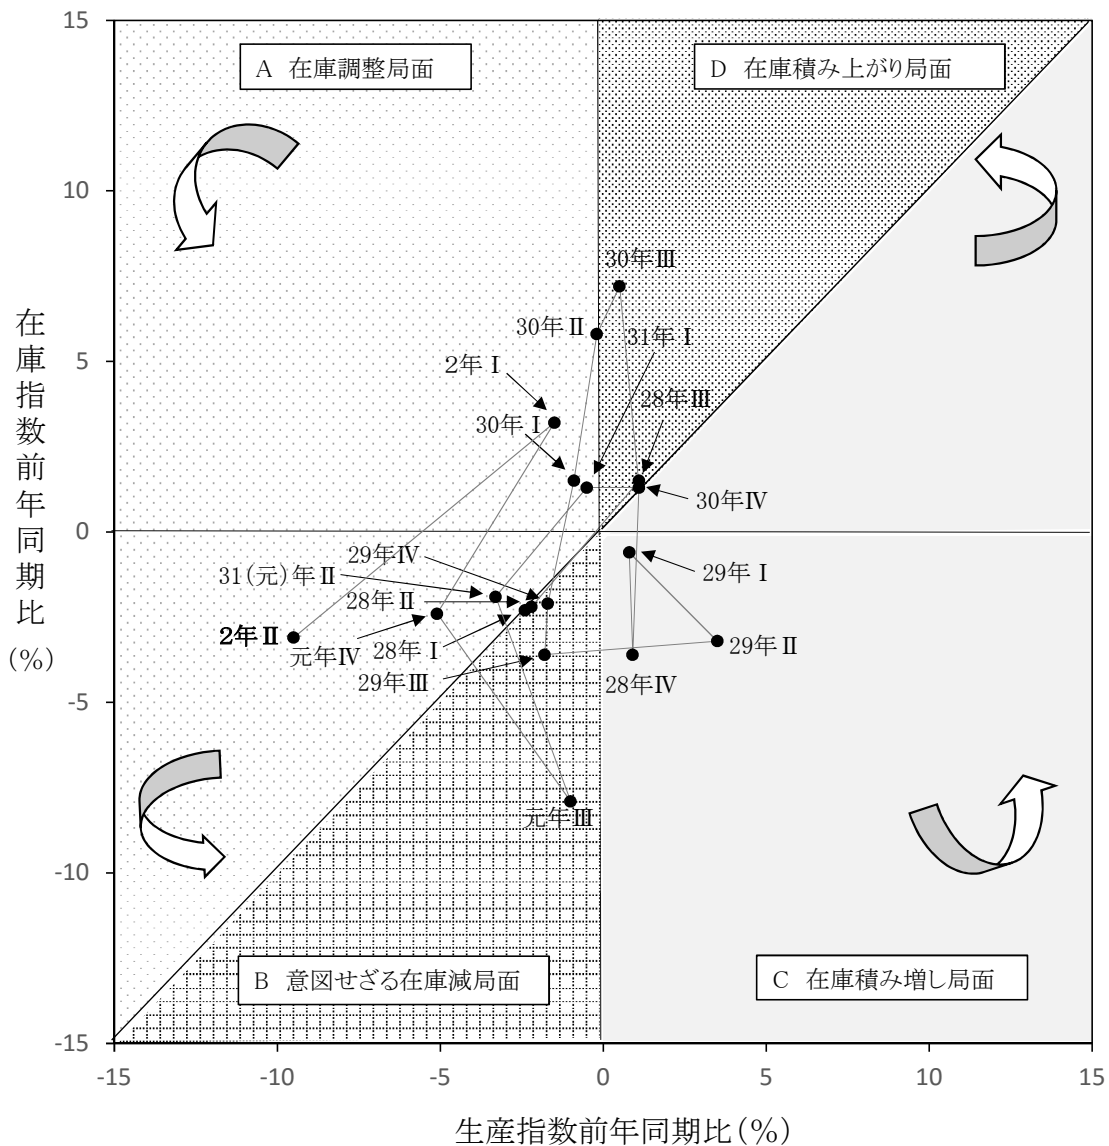 15
10
5
0
-5
-10
-15
在庫指数前年同期比
(%)
A 在庫調整局面
D 在庫積み上がり局面
30年Ⅲ
30年Ⅱ
31年Ⅰ
2年Ⅰ
28年Ⅲ
30年Ⅰ
30年Ⅳ
29年Ⅳ
29年Ⅰ
31(元)年Ⅱ
28年Ⅱ
2年Ⅱ
元年Ⅳ
28年Ⅰ
29年Ⅱ
29年Ⅲ
28年Ⅳ
元年Ⅲ
B 意図せざる在庫減局面
C 在庫積み増し局面
-15
-10
-5
0
5
10
15
生産指数前年同期比(%)